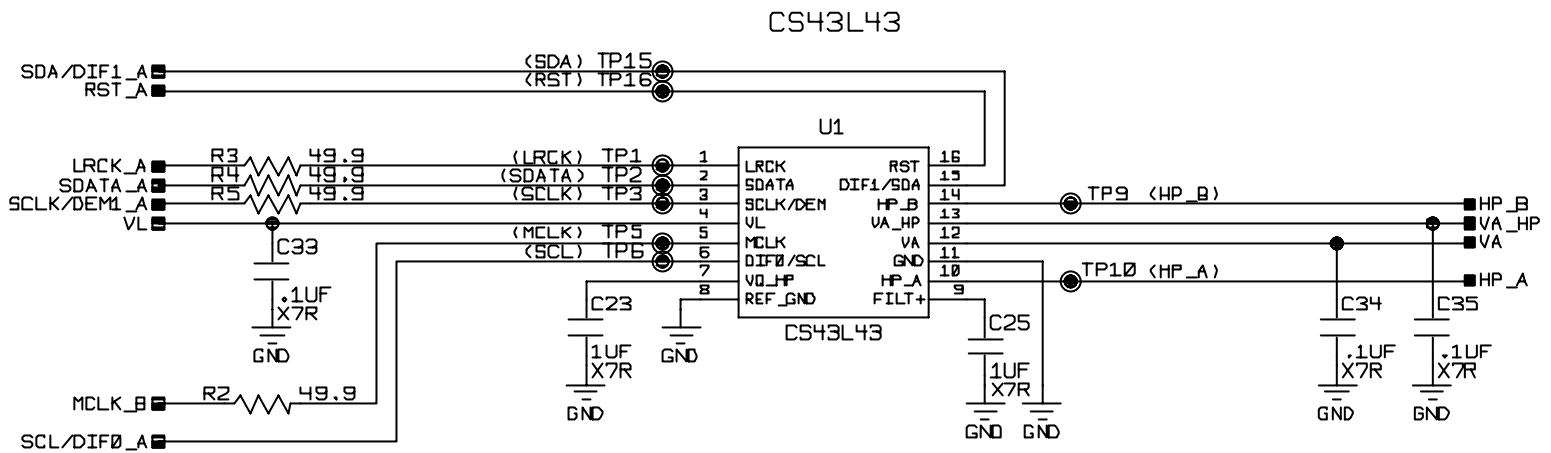 CS43L43
SDA/DIF1_A (SDA) TP15
RST_A (RST) TP16
U1
LRCK_A R3 49.9 (LRCK) TP1 1 LRCK RST 16
SDATA_A R4 49.9 (SDATA) TP2 2 SDATA DIF1/SDA 15
SCLK/DEM1_A R5 49.9 (SCLK) TP3 3 SCLK/DEM HP_B 14 TP9 (HP_B) HP_B
VL 4 VL VA_HP 13 VA_HP
C33 (MCLK) TP5 5 MCLK VA 12 VA
(SCL) TP6 6 DIF0/SCL GND 11
7 VQ_HP HP_A 10 TP10 (HP_A) HP_A
.1UF C23 8 REF_GND FILT+ 9 C34 C35
X7R CS43L43 C25
GND 1UF GND .1UF .1UF
X7R 1UF X7R X7R
MCLK_B R2 49.9 GND X7R GND GND
GND GND
SCL/DIF0_A